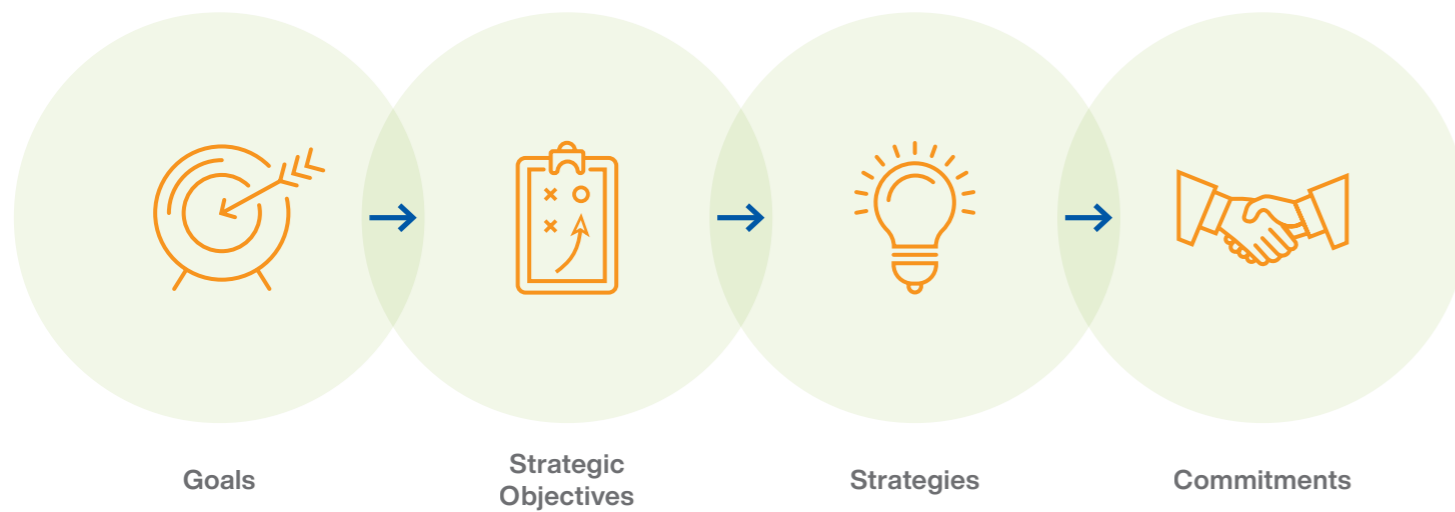 Goals
Strategic
Objectives
Strategies
Commitments